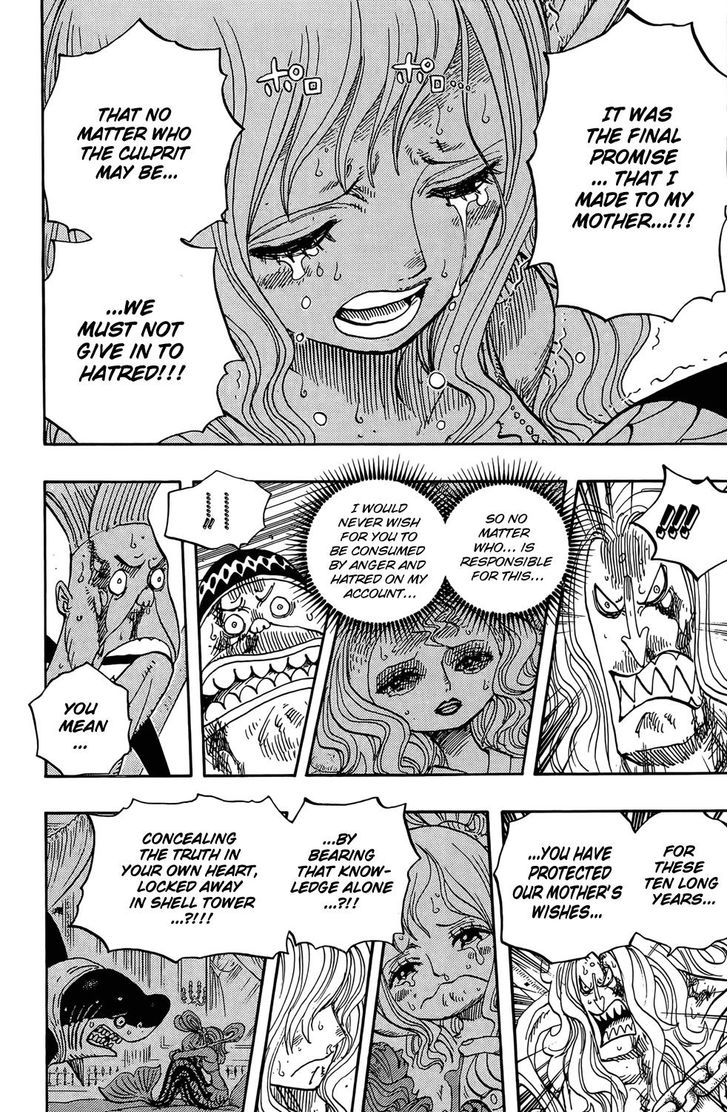 IT WAS
THE FINAL
PROMISE
... THAT I
MADE TO MY
MOTHER...!!!
ポロ
ポロ
THAT NO
MATTER WHO
THE CULPRIT
MAY BE...
...WE
MUST NOT
GIVE IN TO
HATRED!!!
!!!!
SO NO
MATTER
WHO... IS
RESPONSIBLE
FOR THIS...
I WOULD
NEVER WISH
FOR YOU TO
BE CONSUMED
BY ANGER AND
HATRED ON MY
ACCOUNT...
...!!
YOU
MEAN
...
FOR
THESE
TEN LONG
YEARS...
...YOU HAVE
PROTECTED
OUR MOTHER'S
WISHES...
...BY
BEARING
THAT KNOW-
LEDGE ALONE
...?!!
CONCEALING
THE TRUTH IN
YOUR OWN HEART,
LOCKED AWAY
IN SHELL TOWER
...?!!!